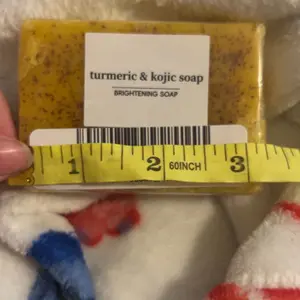 turmeric & kojic soap
BRIGHTENING SOAP
1 2 60INCH 3